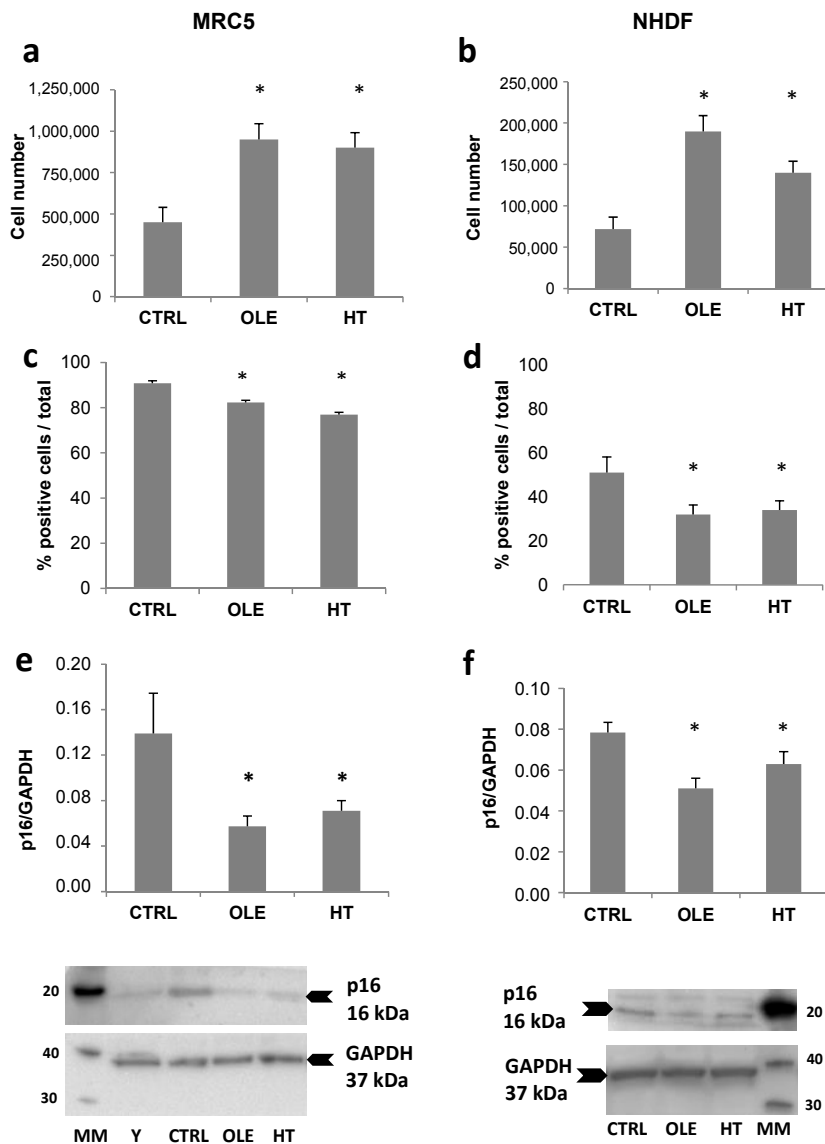 MRC5 NHDF
a b
1,250,000
1,000,000
750,000
500,000
250,000
0
Cell number
* *
CTRL OLE HT
250,000
200,000
150,000
100,000
50,000
0
Cell number
* *
CTRL OLE HT
c d
100
80
60
40
20
0
% positive cells / total
* *
CTRL OLE HT
100
80
60
40
20
0
% positive cells / total
* *
CTRL OLE HT
e f
0.20
0.16
0.12
0.08
0.04
0.00
p16/GAPDH
* *
CTRL OLE HT
0.10
0.08
0.06
0.04
0.02
0.00
p16/GAPDH
* *
CTRL OLE HT
20
p16
16 kDa
40
GAPDH
37 kDa
30
MM Y CTRL OLE HT
p16
16 kDa
20
GAPDH
37 kDa
40
30
CTRL OLE HT MM